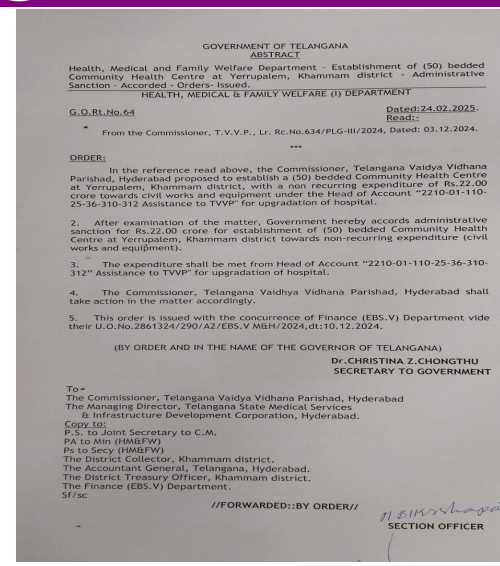 GOVERNMENT OF TELANGANA
ABSTRACT
Health, Medical and Family Welfare Department - Establishment of (50) bedded
Community Health Centre at Yerrupalem, Khammam district - Administrative
Sanction - Accorded - Orders- Issued.
HEALTH, MEDICAL & FAMILY WELFARE (I) DEPARTMENT
G.O.Rt.No.64 Dated:24.02.2025.
Read:-
From the Commissioner, T.V.V.P., Lr. Rc.No.634/PLG-III/2024, Dated: 03.12.2024.
***
ORDER:
In the reference read above, the Commissioner, Telangana Vaidya Vidhana
Parishad, Hyderabad proposed to establish a (50) bedded Community Health Centre
at Yerrupalem, Khammam district, with a non recurring expenditure of Rs.22.00
crore towards civil works and equipment under the Head of Account "2210-01-110-
25-36-310-312 Assistance to TVVP" for upgradation of hospital.
2. After examination of the matter, Government hereby accords administrative
sanction for Rs.22.00 crore for establishment of (50) bedded Community Health
Centre at Yerrupalem, Khammam district towards non-recurring expenditure (civil
works and equipment).
3. The expenditure shall be met from Head of Account "2210-01-110-25-36-310-
312" Assistance to TVVP" for upgradation of hospital.
4. The Commissioner, Telangana Vaidhya Vidhana Parishad, Hyderabad shall
take action in the matter accordingly.
5. This order is issued with the concurrence of Finance (EBS.V) Department vide
their U.O.No.2861324/290/A2/EBS.V M&H/2024,dt:10.12.2024.
(BY ORDER AND IN THE NAME OF THE GOVERNOR OF TELANGANA)
Dr.CHRISTINA Z.CHONGTHU
SECRETARY TO GOVERNMENT
To
The Commissioner, Telangana Vaidya Vidhana Parishad, Hyderabad
The Managing Director, Telangana State Medical Services
& Infrastructure Development Corporation, Hyderabad.
Copy to:
P.S. to Joint Secretary to C.M.
PA to Min (HM&FW)
Ps to Secy (HM&FW)
The District Collector, Khammam district.
The Accountant General, Telangana, Hyderabad.
The District Treasury Officer, Khammam district.
The Finance (EBS.V) Department.
Sf/sc
//FORWARDED::BY ORDER//
SECTION OFFICER